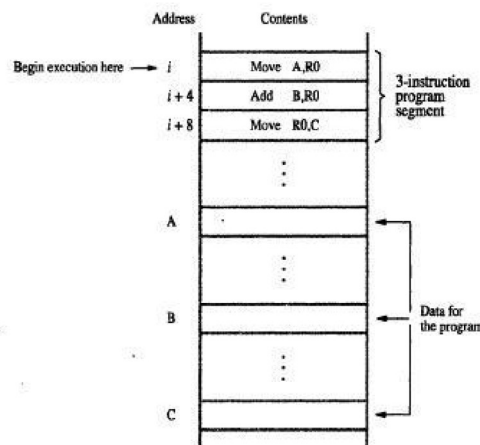 Address Contents
Begin execution here i Move A,R0
i + 4 Add B,R0
i + 8 Move R0,C
3-instruction
program
segment
A
B
Data for
the program
C